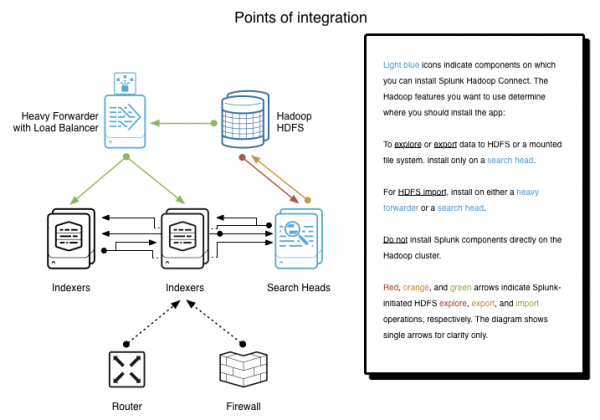 Points of integration
Heavy Forwarder
with Load Balancer
Hadoop
HDFS
Indexers
Indexers
Search Heads
Router
Firewall
Light blue icons indicate components on which
you can install Splunk Hadoop Connect. The
Hadoop features you want to use determine
where you should install the app:
To explore or export data to HDFS or a mounted
file system. install only on a search head.
For HDFS import, install on either a heavy
forwarder or a search head.
Do not install Splunk components directly on the
Hadoop cluster.
Red, orange, and green arrows indicate Splunk-
initiated HDFS explore, export, and import
operations, respectively. The diagram shows
single arrows for clarity only.